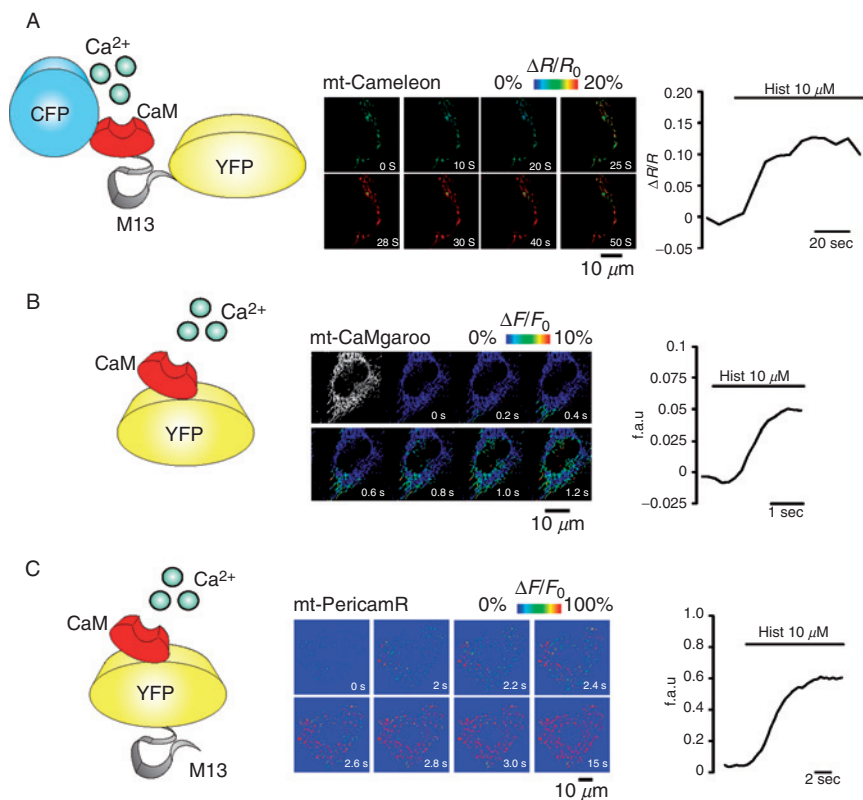 A
Ca2+
CFP
CaM
YFP
M13
mt-Cameleon
0% ΔR/R0 20%
0 S
10 S
20 S
25 S
28 S
30 S
40 s
50 S
10 μm
Hist 10 μM
0.20
0.15
0.10
0.05
0
−0.05
ΔR/R
20 sec
B
Ca2+
CaM
YFP
mt-CaMgaroo
0% ΔF/F0 10%
0 s
0.2 s
0.4 s
0.6 s
0.8 s
1.0 s
1.2 s
10 μm
0.1
0.075
0.05
0.025
0
−0.025
f.a.u
Hist 10 μM
1 sec
C
Ca2+
CaM
YFP
M13
mt-PericamR
0% ΔF/F0 100%
0 s
2 s
2.2 s
2.4 s
2.6 s
2.8 s
3.0 s
15 s
10 μm
1.0
0.8
0.6
0.4
0.2
0
f.a.u
Hist 10 μM
2 sec